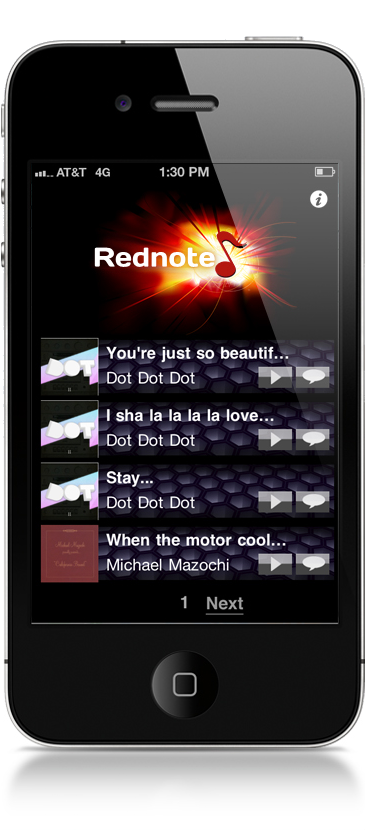 AT&T 4G 1:30 PM
i
Rednote
DOT
You're just so beautif...
Dot Dot Dot
DOT
I sha la la la la love...
Dot Dot Dot
DOT
Stay...
Dot Dot Dot
When the motor cool...
Michael Mazochi
1 Next